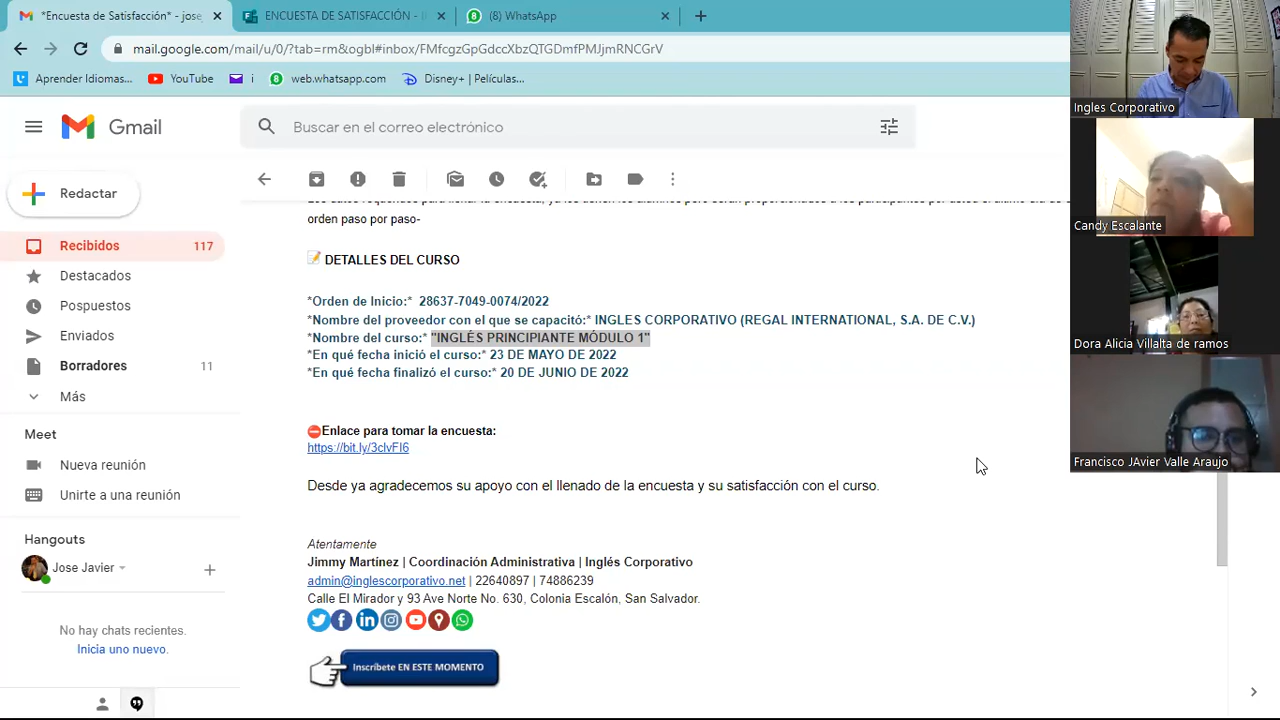 *Encuesta de Satisfacción* - jose
ENCUESTA DE SATISFACCIÓN - I
(8) WhatsApp
mail.google.com/mail/u/0/?tab=rm&ogbl#inbox/FMfcgzGpGdccXbzQTGDmfPMJjmRNCGrV
Aprender Idiomas...
YouTube
i
web.whatsapp.com
Disney+ | Películas,...
Gmail
Buscar en el correo electrónico
Redactar
Recibidos 117
Destacados
Pospuestos
Enviados
Borradores 11
Más
Meet
Nueva reunión
Unirte a una reunión
Hangouts
Jose Javier
No hay chats recientes.
Inicia uno nuevo.
orden paso por paso-
DETALLES DEL CURSO
*Orden de Inicio:* 28637-7049-0074/2022
*Nombre del proveedor con el que se capacitó:* INGLES CORPORATIVO (REGAL INTERNATIONAL, S.A. DE C.V.)
*Nombre del curso:* "INGLÉS PRINCIPIANTE MÓDULO 1"
*En qué fecha inició el curso:* 23 DE MAYO DE 2022
*En qué fecha finalizó el curso:* 20 DE JUNIO DE 2022
Enlace para tomar la encuesta:
https://bit.ly/3clvFI6
Desde ya agradecemos su apoyo con el llenado de la encuesta y su satisfacción con el curso.
Atentamente
Jimmy Martínez | Coordinación Administrativa | Inglés Corporativo
admin@inglescorporativo.net | 22640897 | 74886239
Calle El Mirador y 93 Ave Norte No. 630, Colonia Escalón, San Salvador.
Inscríbete EN ESTE MOMENTO
Ingles Corporativo
Candy Escalante
Dora Alicia Villalta de ramos
Francisco JAvier Valle Araujo